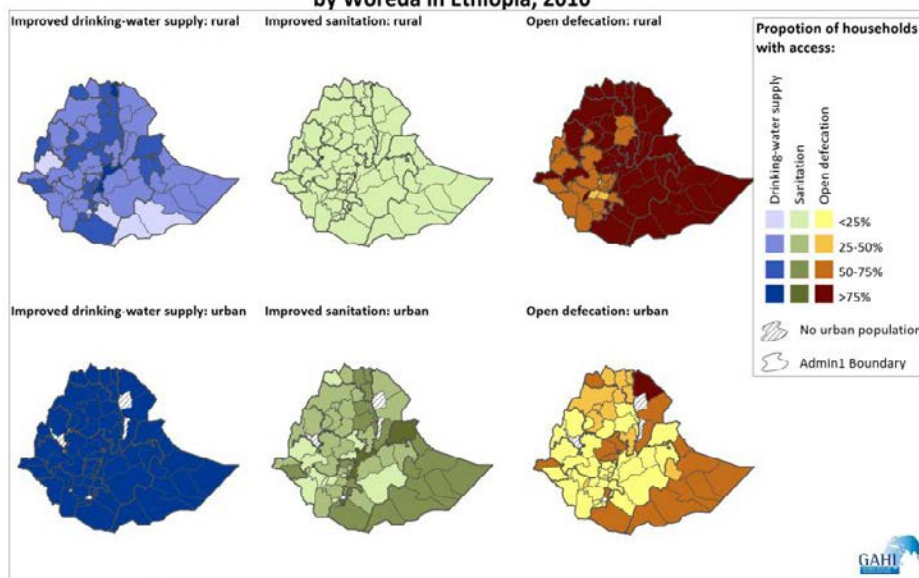 by Woreda in Ethiopia, 2010
Improved drinking-water supply: rural
Improved sanitation: rural
Open defecation: rural
Propotion of households
with access:
Drinking-water supply
Sanitation
Open defecation
<25%
25-50%
50-75%
>75%
No urban population
Admin1 Boundary
Improved drinking-water supply: urban
Improved sanitation: urban
Open defecation: urban
GAHI